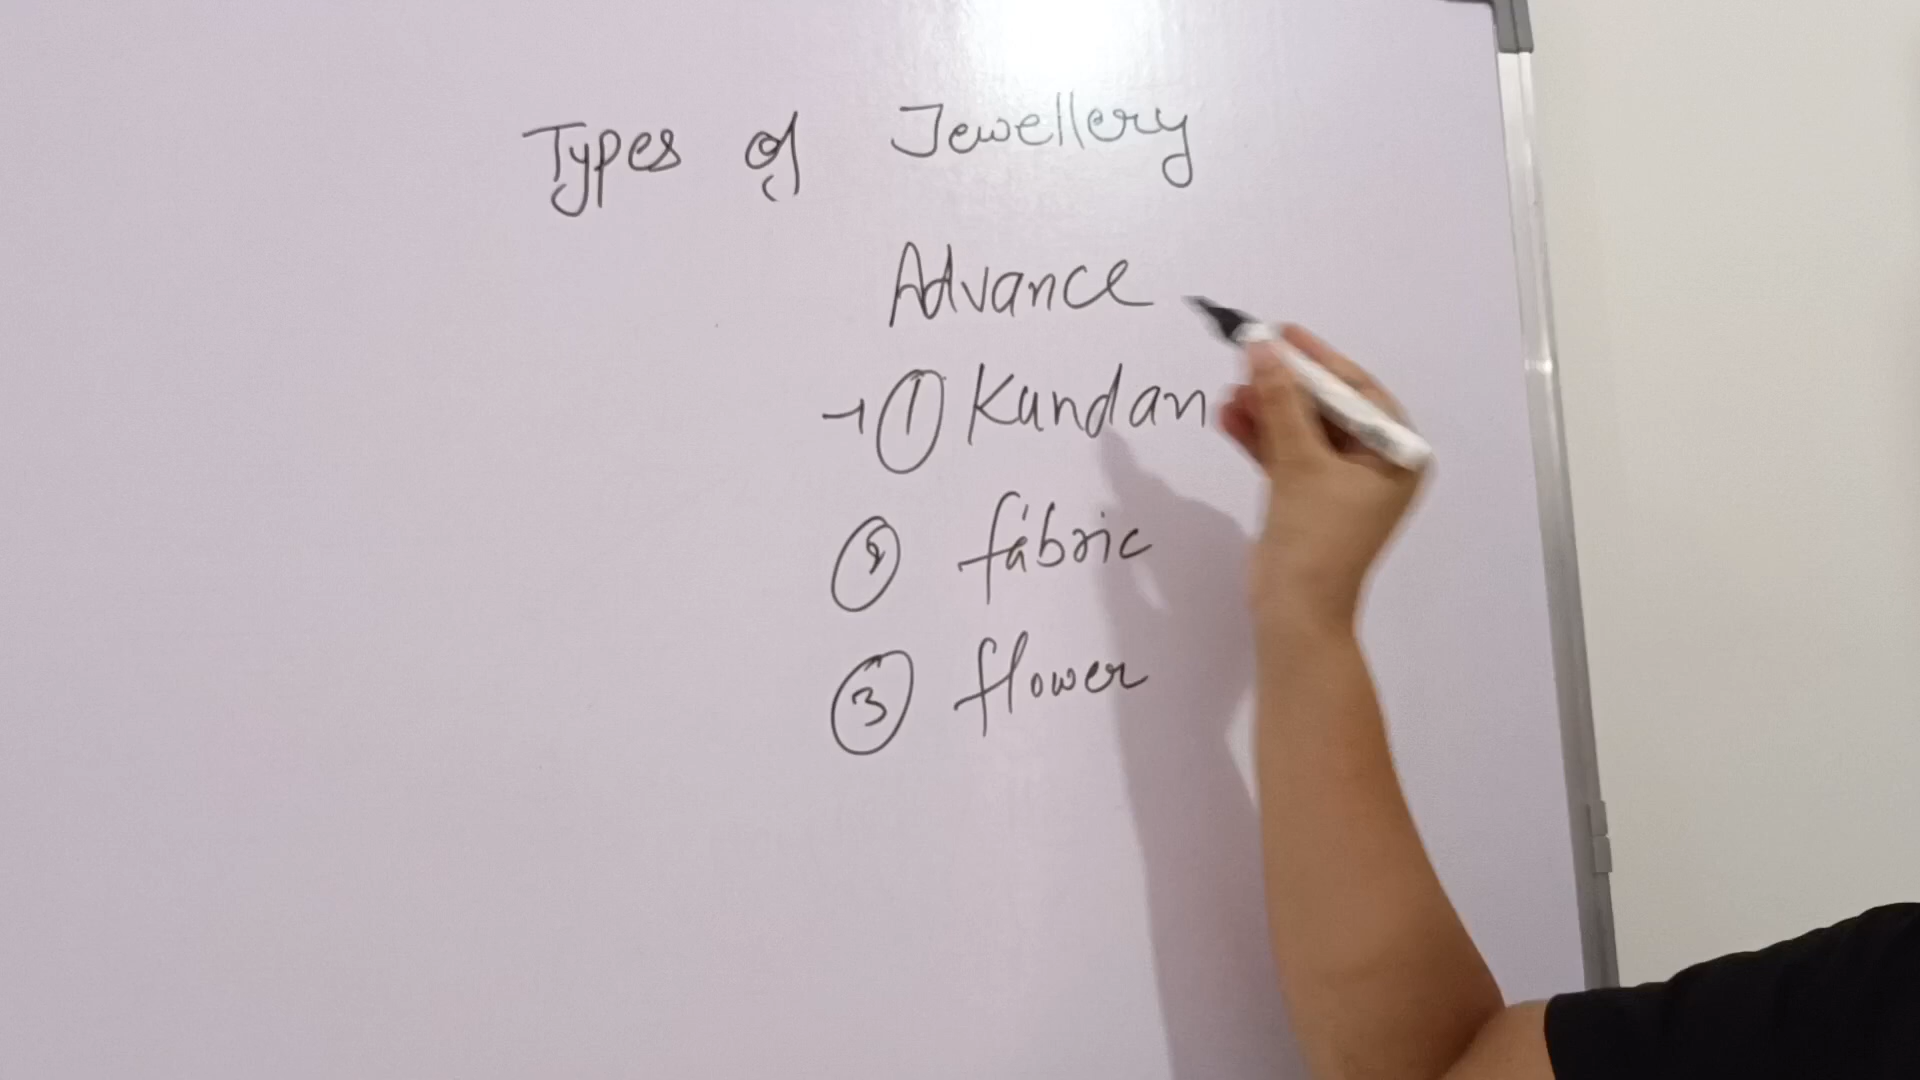 Types of Jewellery
Advance
→ ① Kundan
② fabric
③ flower